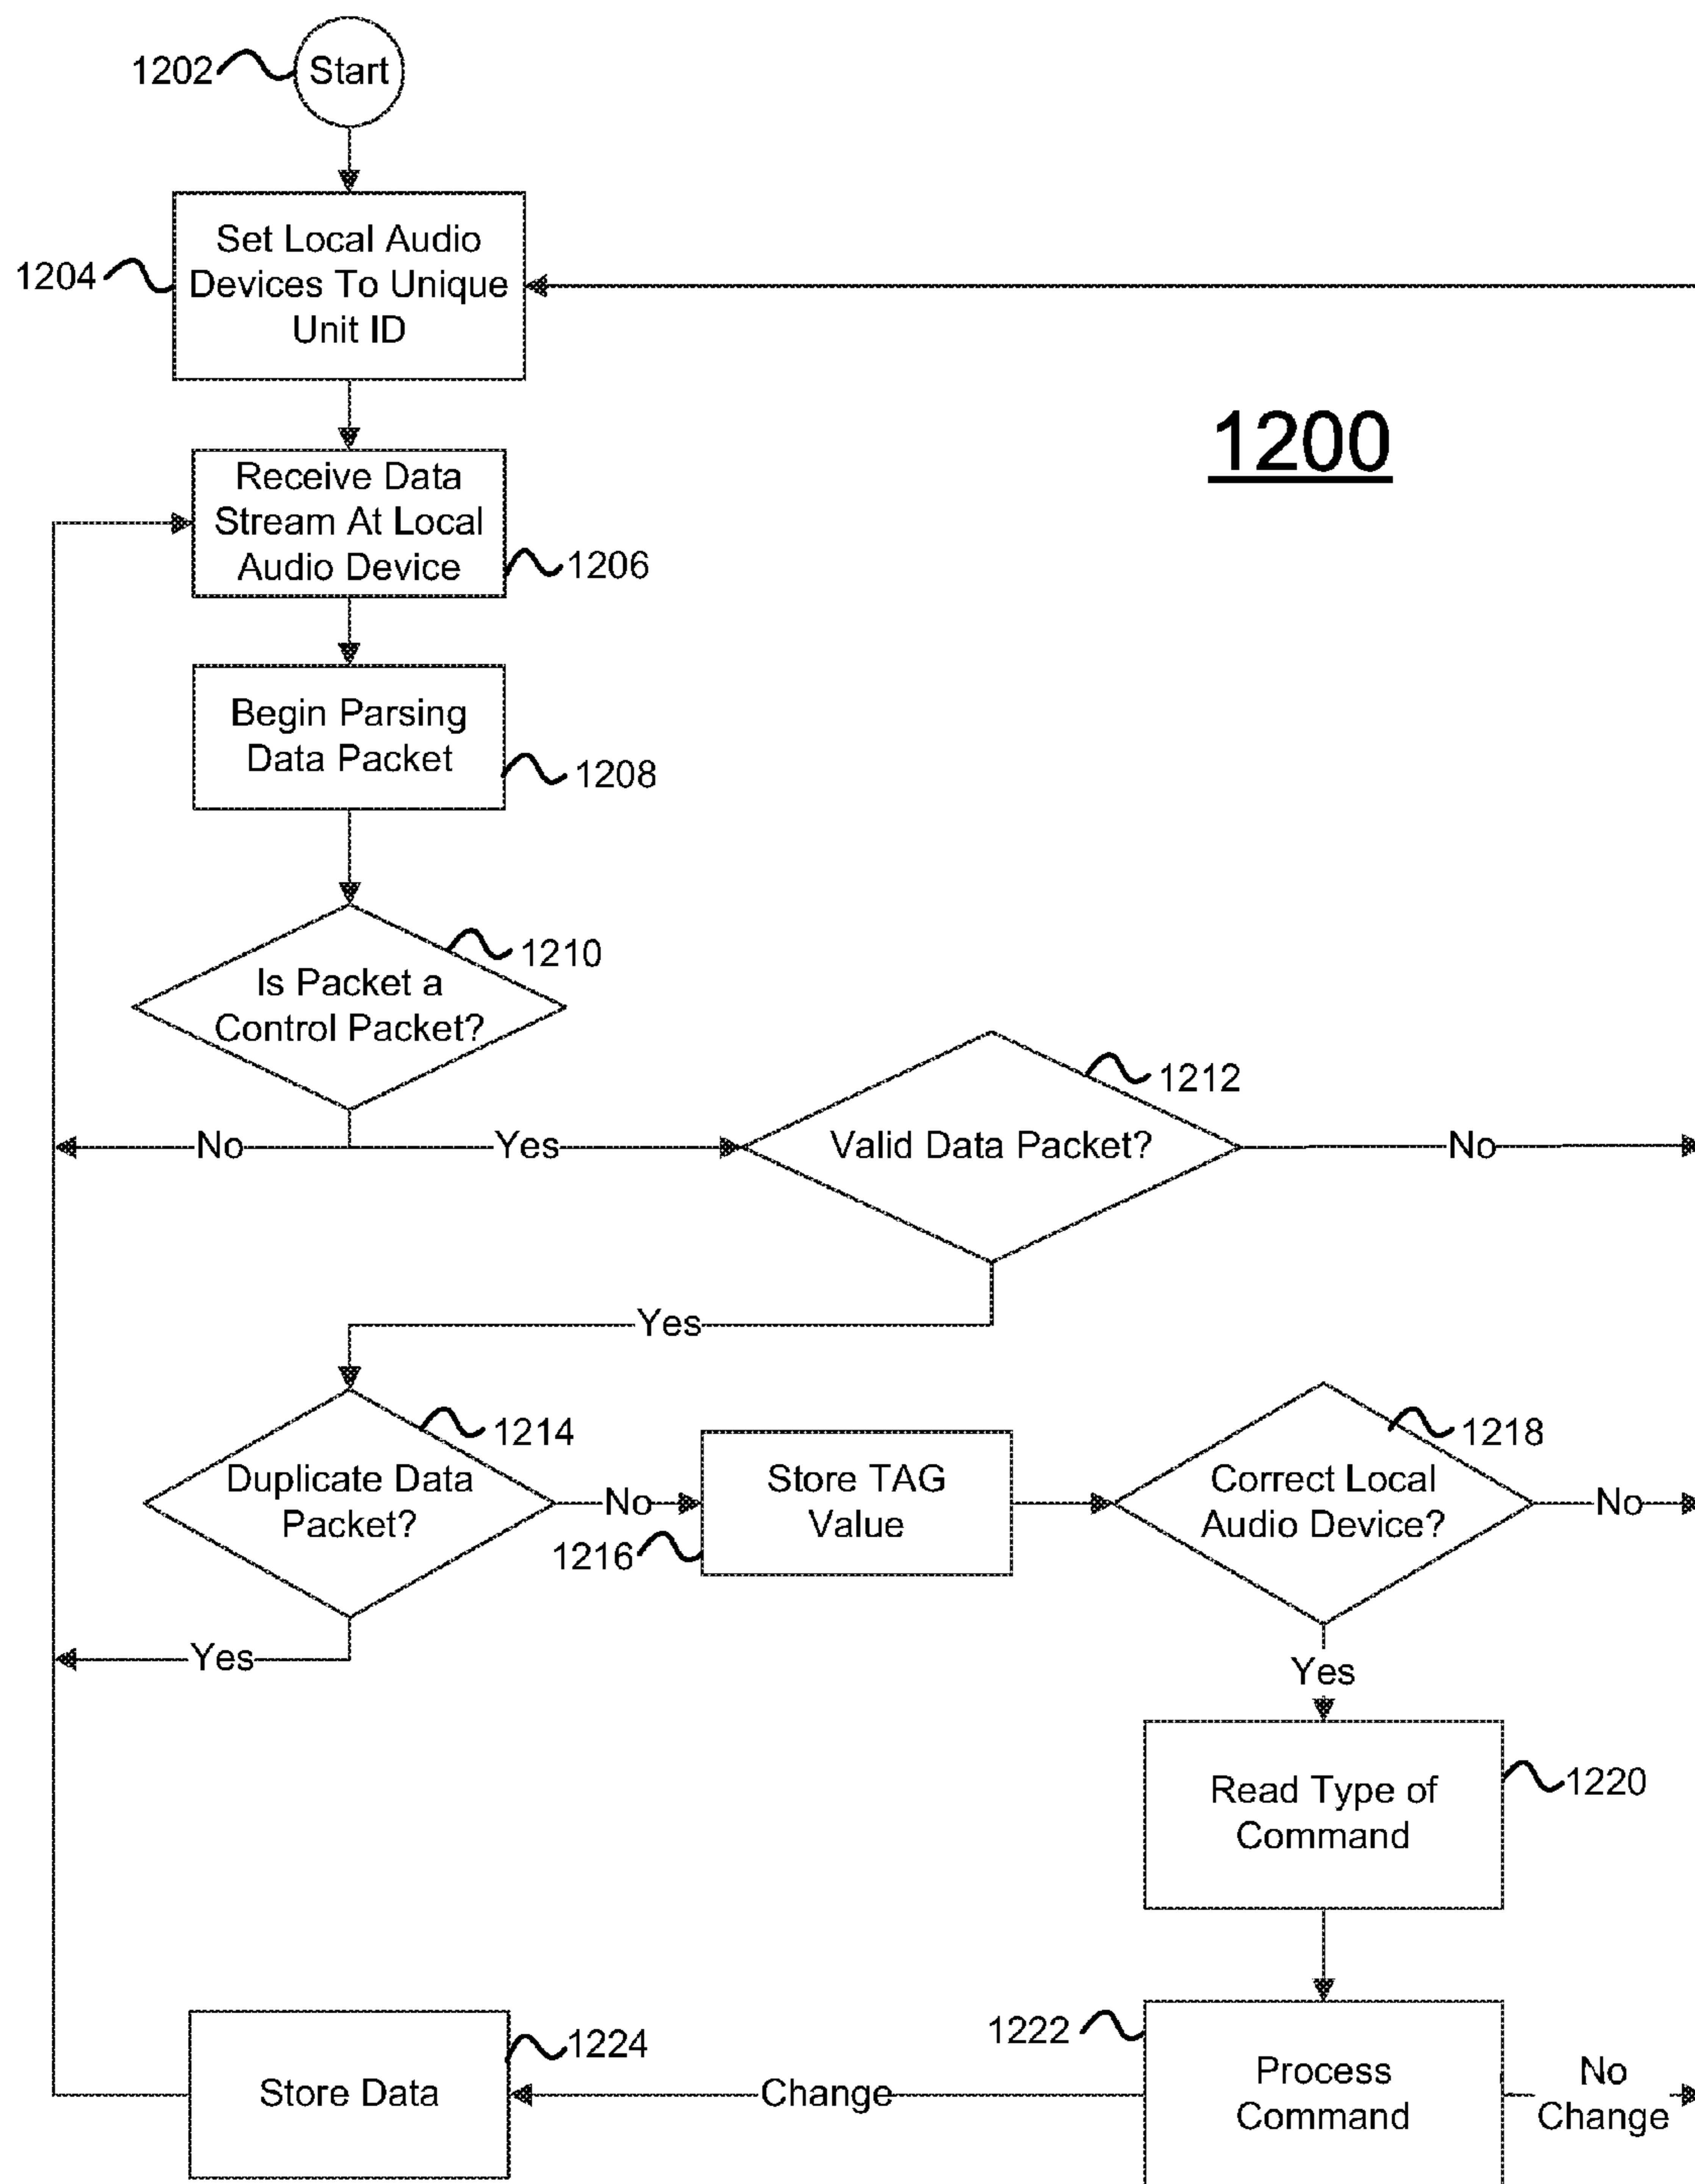 1202
Start
1204
Set Local Audio
Devices To Unique
Unit ID
1200
Receive Data
Stream At Local
Audio Device
1206
Begin Parsing
Data Packet
1208
1210
Is Packet a
Control Packet?
1212
No
Yes
Valid Data Packet?
No
Yes
1214
Duplicate Data
Packet?
No
Store TAG
Value
1216
1218
Correct Local
Audio Device?
No
Yes
Yes
Read Type of
Command
1220
1222
1224
Store Data
Change
Process
Command
No
Change